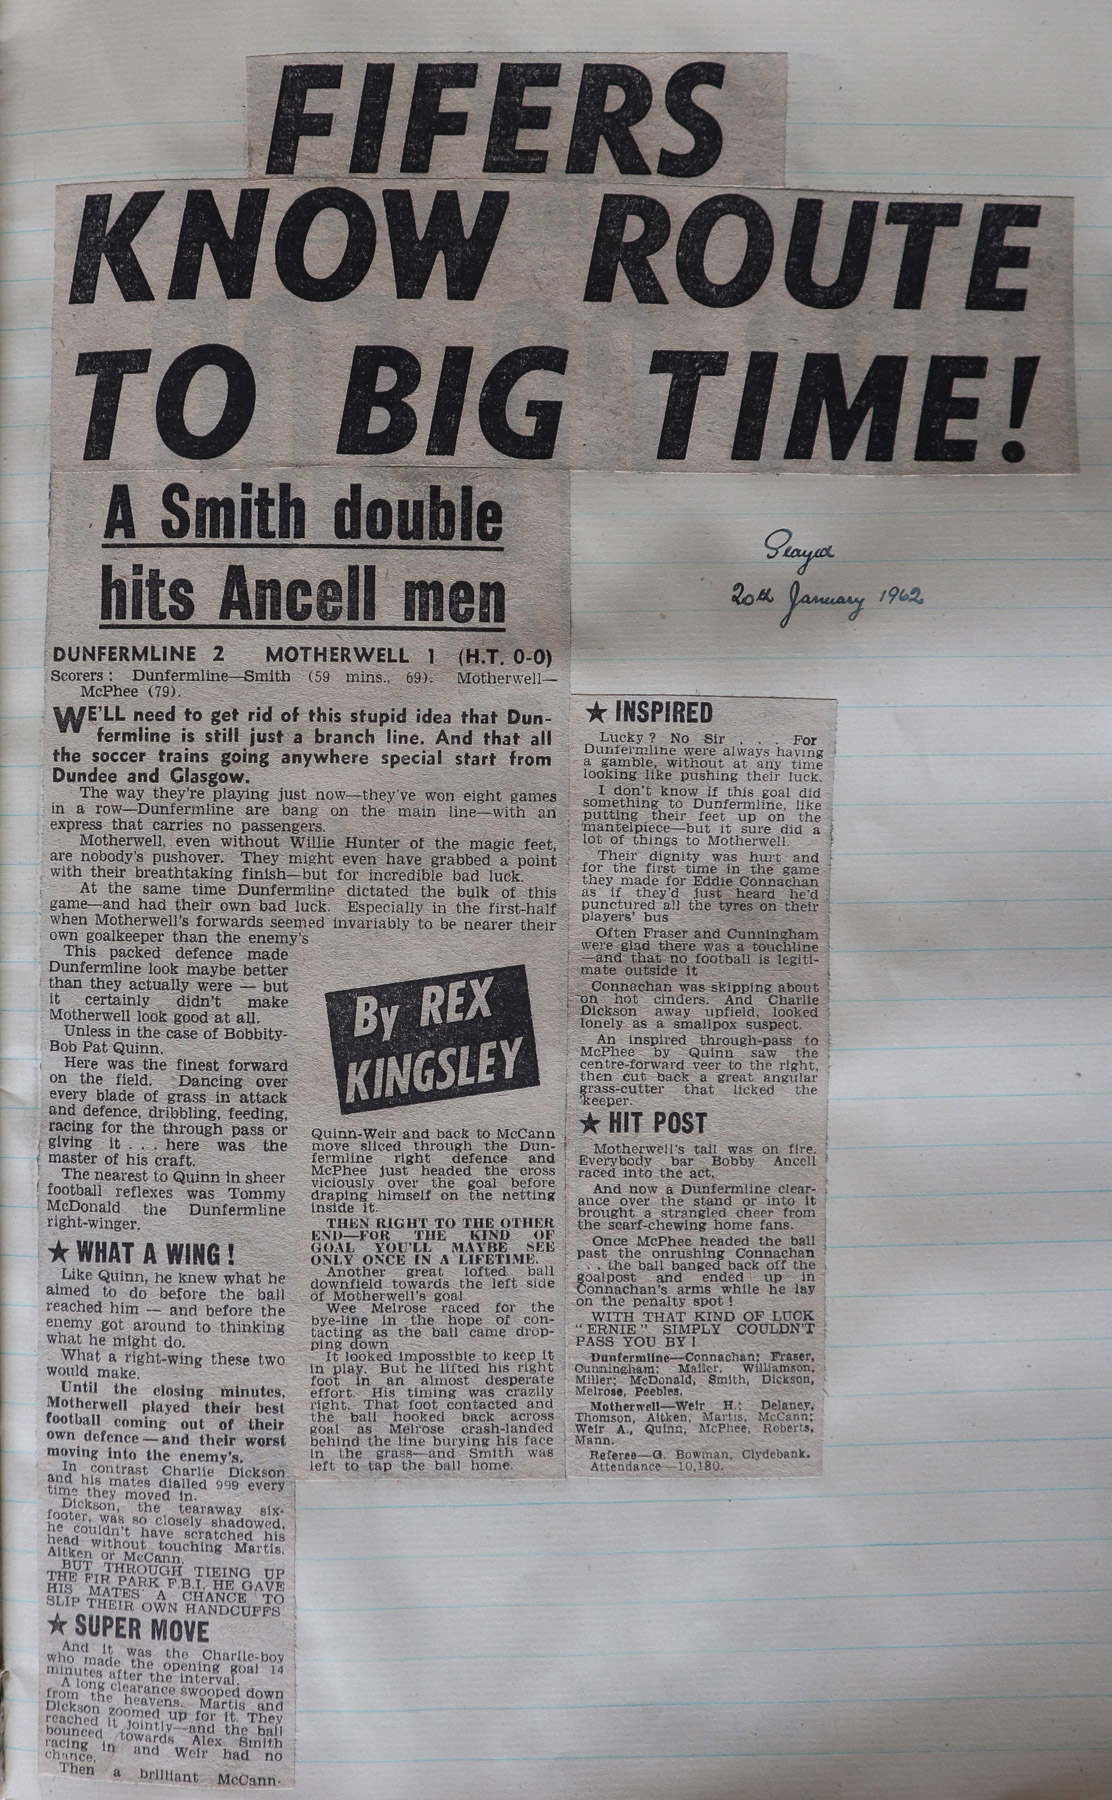 FIFERS
KNOW ROUTE
TO BIG TIME!
A Smith double
hits Ancell men
Played
20th January 1962
DUNFERMLINE 2 MOTHERWELL 1 (H.T. 0-0)
Scorers: Dunfermline—Smith (59 mins., 69). Motherwell—
McPhee (79).
WE'LL need to get rid of this stupid idea that Dun-
fermline is still just a branch line. And that all
the soccer trains going anywhere special start from
Dundee and Glasgow.
The way they're playing just now—they've won eight games
in a row—Dunfermline are bang on the main line—with an
express that carries no passengers.
Motherwell, even without Willie Hunter of the magic feet,
are nobody's pushover. They might even have grabbed a point
with their breathtaking finish—but for incredible bad luck.
At the same time Dunfermline dictated the bulk of this
game—and had their own bad luck. Especially in the first-half
when Motherwell's forwards seemed invariably to be nearer their
own goalkeeper than the enemy's
This packed defence made
Dunfermline look maybe better
than they actually were — but
it certainly didn't make
Motherwell look good at all.
Unless in the case of Bobbity-
Bob Pat Quinn.
Here was the finest forward
on the field. Dancing over
every blade of grass in attack
and defence, dribbling, feeding,
racing for the through pass or
giving it . . . here was the
master of his craft.
The nearest to Quinn in sheer
football reflexes was Tommy
McDonald the Dunfermline
right-winger.
★ WHAT A WING!
Like Quinn, he knew what he
aimed to do before the ball
reached him — and before the
enemy got around to thinking
what he might do.
What a right-wing these two
would make.
Until the closing minutes,
Motherwell played their best
football coming out of their
own defence—and their worst
moving into the enemy's.
In contrast Charlie Dickson
and his mates dialled 999 every
time they moved in.
Dickson, the tearaway six-
footer, was so closely shadowed,
he couldn't have scratched his
head without touching Martis,
Aitken or McCann.
BUT THROUGH TIEING UP
THE FIR PARK F.B.I. HE GAVE
HIS MATES A CHANCE TO
SLIP THEIR OWN HANDCUFFS
★ SUPER MOVE
And it was the Charlie-boy
who made the opening goal 14
minutes after the interval.
A long clearance swooped down
from the heavens. Martis and
Dickson zoomed up for it. They
reached it jointly—and the ball
bounced towards Alex Smith
racing in and Weir had no
chance.
Then a brilliant McCann-
By REX
KINGSLEY
Quinn-Weir and back to McCann
move sliced through the Dun-
fermline right defence and
McPhee just headed the cross
viciously over the goal before
draping himself on the netting
inside it.
THEN RIGHT TO THE OTHER
END—FOR THE KIND OF
GOAL YOU'LL MAYBE SEE
ONLY ONCE IN A LIFETIME.
Another great lofted ball
downfield towards the left side
of Motherwell's goal
Wee Melrose raced for the
bye-line in the hope of con-
tacting as the ball came drop-
ping down
It looked impossible to keep it
in play. But he lifted his right
foot in an almost desperate
effort. His timing was crazily
right. That foot contacted and
the ball hooked back across
goal as Melrose crash-landed
behind the line burying his face
in the grass—and Smith was
left to tap the ball home.
★ INSPIRED
Lucky? No Sir . . . For
Dunfermline were always having
a gamble, without at any time
looking like pushing their luck.
I don't know if this goal did
something to Dunfermline, like
putting their feet up on the
mantelpiece—but it sure did a
lot of things to Motherwell.
Their dignity was hurt and
for the first time in the game
they made for Eddie Connachan
as if they'd just heard he'd
punctured all the tyres on their
players' bus
Often Fraser and Cunningham
were glad there was a touchline
—and that no football is legiti-
mate outside it
Connachan was skipping about
on hot cinders. And Charlie
Dickson away upfield, looked
lonely as a smallpox suspect.
An inspired through-pass to
McPhee by Quinn saw the
centre-forward veer to the right,
then cut back a great angular
grass-cutter that licked the
'keeper.
★ HIT POST
Motherwell's tail was on fire.
Everybody bar Bobby Ancell
raced into the act.
And now a Dunfermline clear-
ance over the stand or into it
brought a strangled cheer from
the scarf-chewing home fans.
Once McPhee headed the ball
past the onrushing Connachan
. . . the ball banged back off the
goalpost and ended up in
Connachan's arms while he lay
on the penalty spot!
WITH THAT KIND OF LUCK
"ERNIE" SIMPLY COULDN'T
PASS YOU BY!
Dunfermline—Connachan; Fraser,
Cunningham; Mailer, Williamson,
Miller; McDonald, Smith, Dickson,
Melrose, Peebles.
Motherwell—Weir H.; Delaney,
Thomson, Aitken, Martis, McCann;
Weir A., Quinn, McPhee, Roberts,
Mann.
Referee—G. Bowman, Clydebank.
Attendance—10,180.